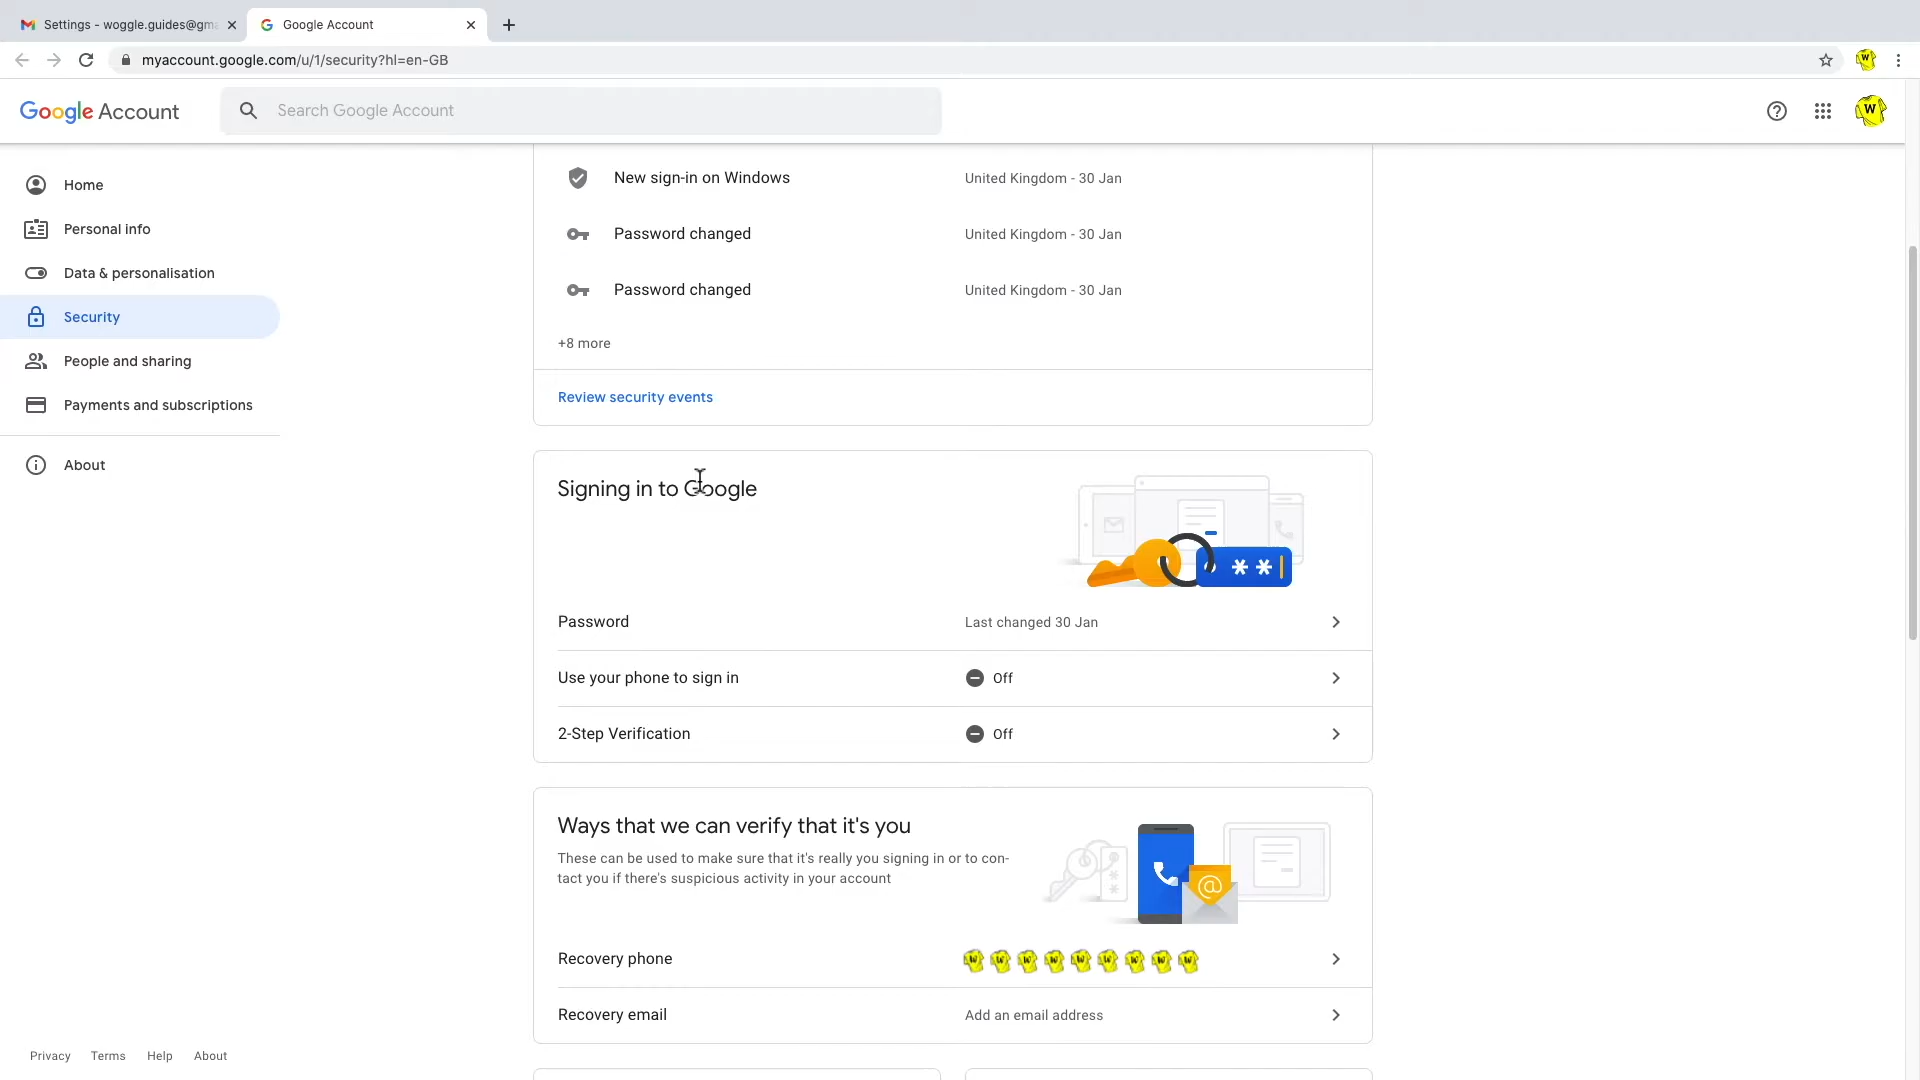 Settings - woggle.guides@gma
Google Account
myaccount.google.com/u/1/security?hl=en-GB
Google Account
Search Google Account
W
Home
Personal info
Data & personalisation
Security
People and sharing
Payments and subscriptions
About
New sign-in on Windows
United Kingdom - 30 Jan
Password changed
United Kingdom - 30 Jan
Password changed
United Kingdom - 30 Jan
+8 more
Review security events
Signing in to Google
* *
Password
Last changed 30 Jan
Use your phone to sign in
Off
2-Step Verification
Off
Ways that we can verify that it's you
These can be used to make sure that it's really you signing in or to con-
tact you if there's suspicious activity in your account
@
Recovery phone
W W W W W W W W W
Recovery email
Add an email address
Privacy Terms Help About